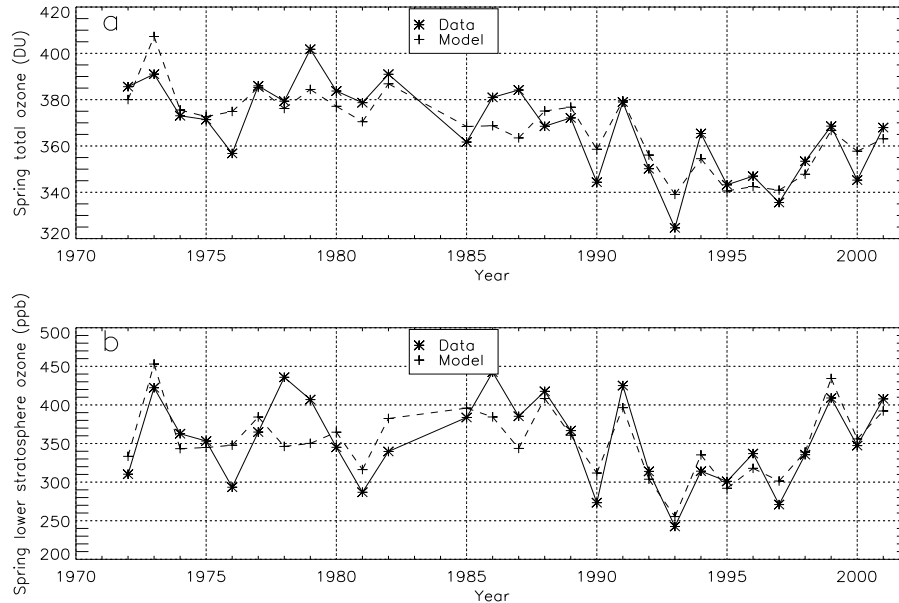 a
Data
Model
Spring total ozone (DU)
420
400
380
360
340
320
1970 1975 1980 1985 1990 1995 2000
Year
b
Data
Model
Spring lower stratosphere ozone (ppb)
500
450
400
350
300
250
200
1970 1975 1980 1985 1990 1995 2000
Year